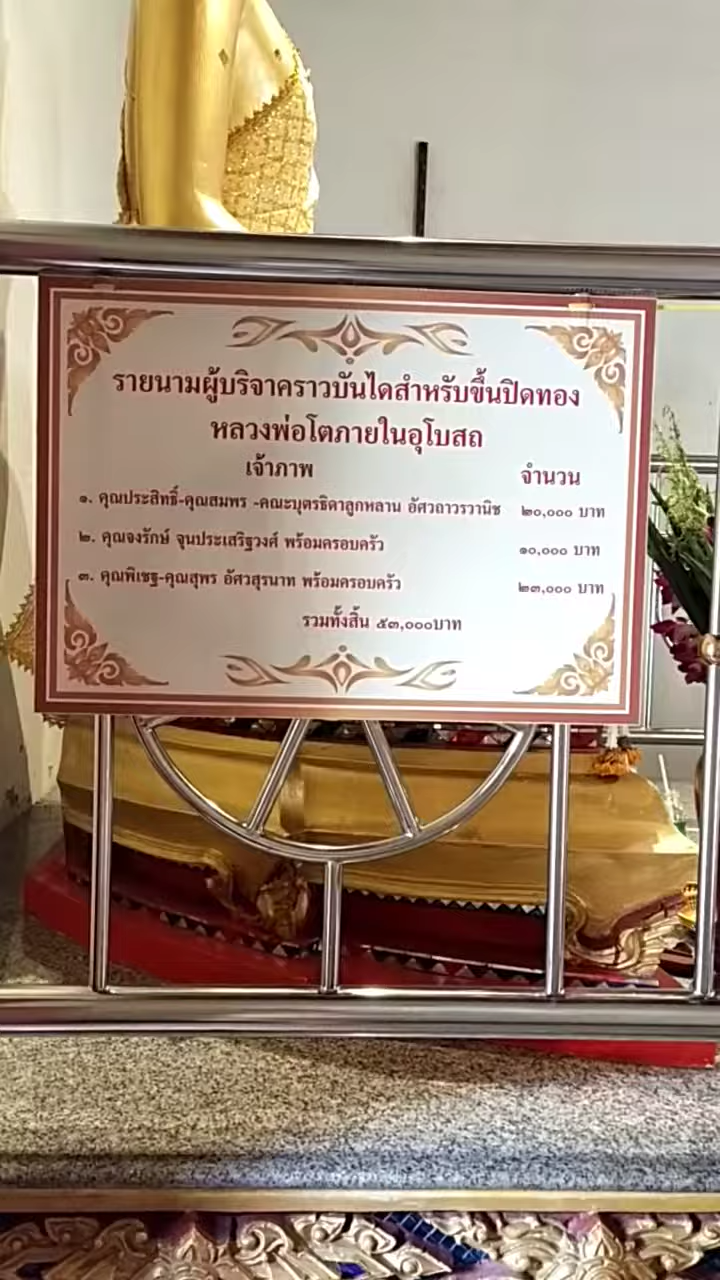 รายนามผู้บริจาคราวบันไดสำหรับขึ้นปิดทอง
หลวงพ่อโตภายในอุโบสถ
เจ้าภาพ จำนวน
๑. คุณประสิทธิ์-คุณสมพร -คณะบุตรธิดาลูกหลาน อัศวถาวรวานิช ๒๐,๐๐๐ บาท
๒. คุณจงรักษ์ จุนประเสริฐวงศ์ พร้อมครอบครัว ๑๐,๐๐๐ บาท
๓. คุณพิเชฐ-คุณสุพร อัศวสุรนาท พร้อมครอบครัว ๒๓,๐๐๐ บาท
รวมทั้งสิ้น ๕๓,๐๐๐บาท